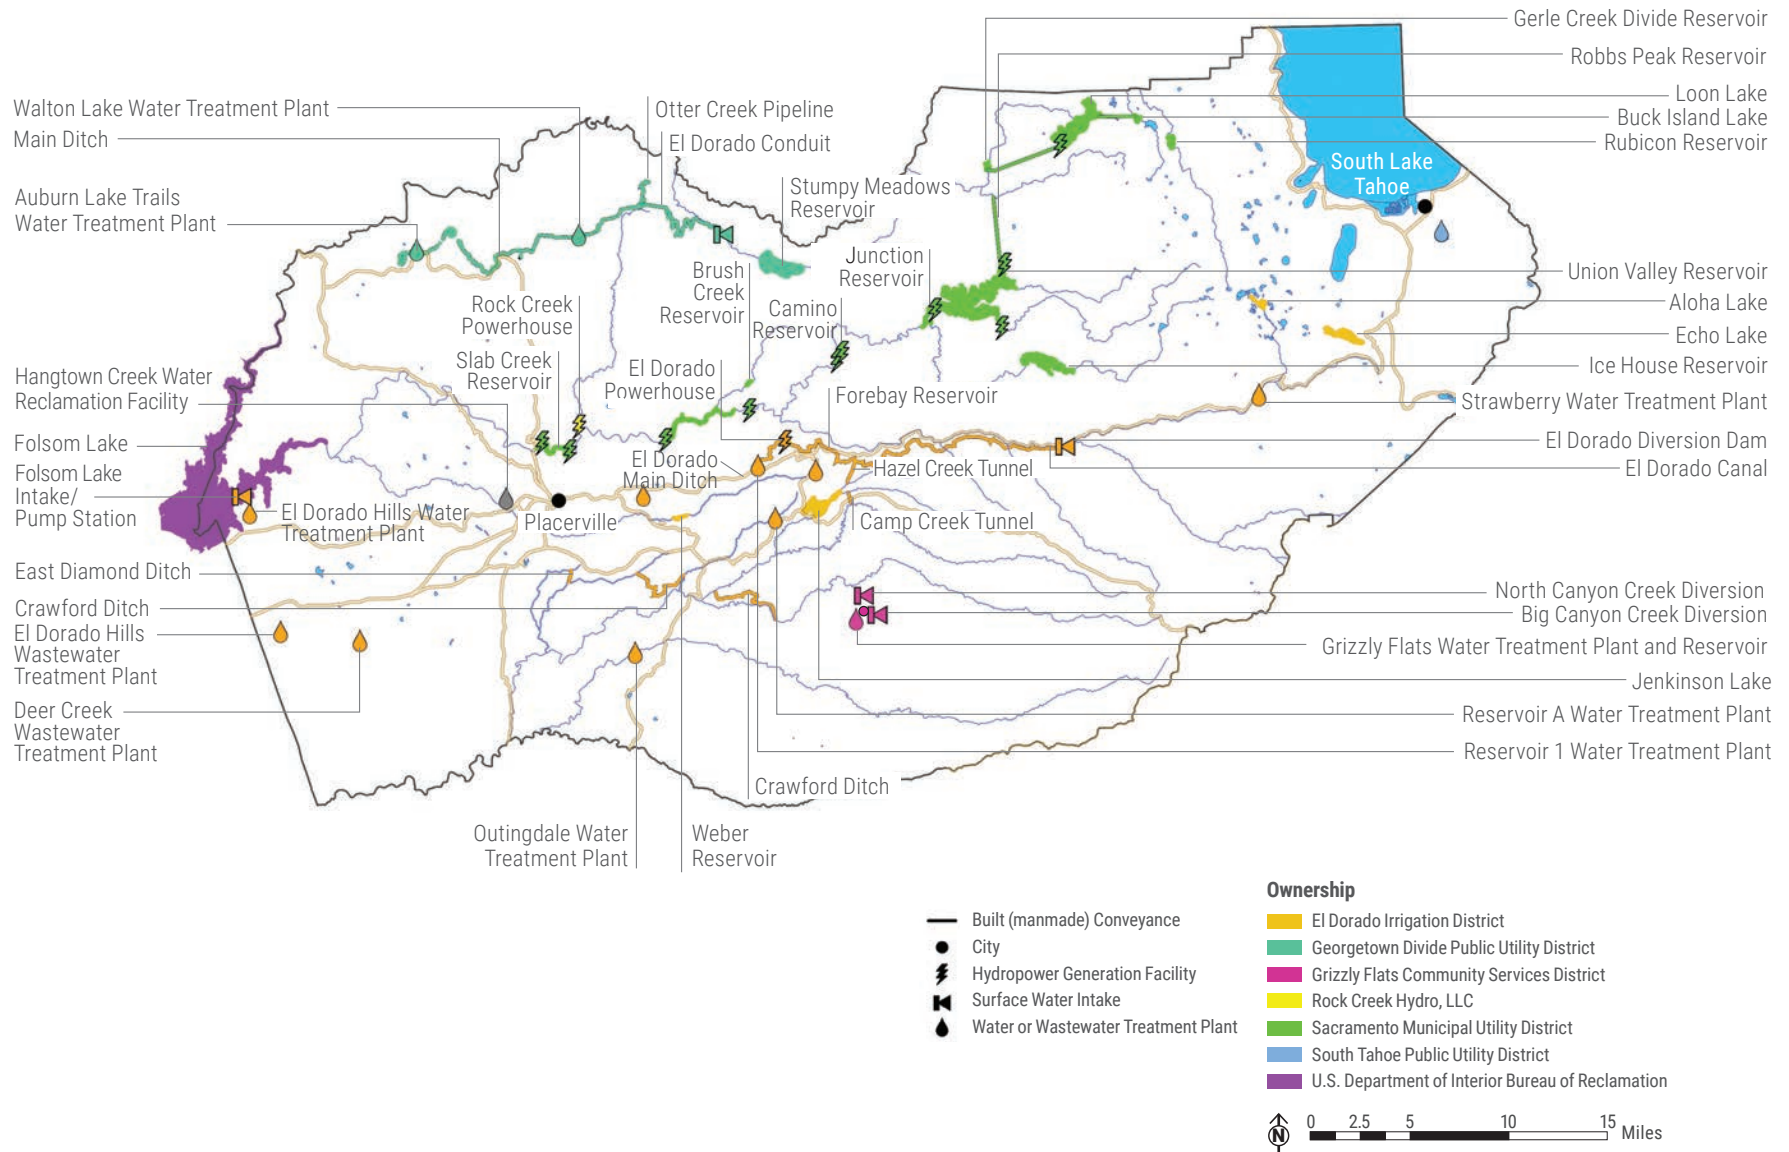 Gerle Creek Divide Reservoir
Robbs Peak Reservoir
Loon Lake
Buck Island Lake
Rubicon Reservoir
Walton Lake Water Treatment Plant
Main Ditch
Otter Creek Pipeline
El Dorado Conduit
Auburn Lake Trails
Water Treatment Plant
Stumpy Meadows
Reservoir
South Lake
Tahoe
Junction
Reservoir
Brush
Creek
Reservoir
Camino
Reservoir
Rock Creek
Powerhouse
Slab Creek
Reservoir
El Dorado
Powerhouse
Forebay Reservoir
Union Valley Reservoir
Aloha Lake
Echo Lake
Ice House Reservoir
Strawberry Water Treatment Plant
El Dorado Diversion Dam
El Dorado Canal
Hangtown Creek Water
Reclamation Facility
Folsom Lake
Folsom Lake
Intake/
Pump Station
El Dorado Hills Water
Treatment Plant
Placerville
El Dorado
Main Ditch
Hazel Creek Tunnel
Camp Creek Tunnel
East Diamond Ditch
Crawford Ditch
El Dorado Hills
Wastewater
Treatment Plant
Deer Creek
Wastewater
Treatment Plant
North Canyon Creek Diversion
Big Canyon Creek Diversion
Grizzly Flats Water Treatment Plant and Reservoir
Jenkinson Lake
Reservoir A Water Treatment Plant
Reservoir 1 Water Treatment Plant
Crawford Ditch
Outingdale Water
Treatment Plant
Weber
Reservoir
Built (manmade) Conveyance
City
Hydropower Generation Facility
Surface Water Intake
Water or Wastewater Treatment Plant
Ownership
El Dorado Irrigation District
Georgetown Divide Public Utility District
Grizzly Flats Community Services District
Rock Creek Hydro, LLC
Sacramento Municipal Utility District
South Tahoe Public Utility District
U.S. Department of Interior Bureau of Reclamation
N
0 2.5 5 10 15 Miles